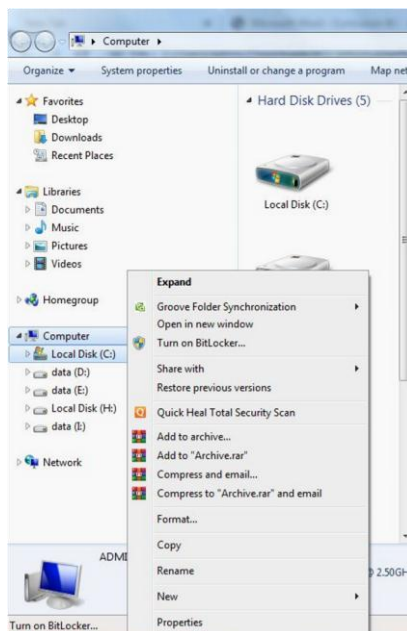 Computer
Organize
System properties
Uninstall or change a program
Map net
Favorites
Desktop
Downloads
Recent Places
Libraries
Documents
Music
Pictures
Videos
Homegroup
Computer
Local Disk (C:)
data (D:)
data (E:)
Local Disk (H:)
data (I:)
Network
Hard Disk Drives (5)
Local Disk (C:)
Expand
Groove Folder Synchronization
Open in new window
Turn on BitLocker...
Share with
Restore previous versions
Quick Heal Total Security Scan
Add to archive...
Add to "Archive.rar"
Compress and email...
Compress to "Archive.rar" and email
Format...
Copy
Rename
New
Properties
ADMI
2.50GH
Turn on BitLocker...